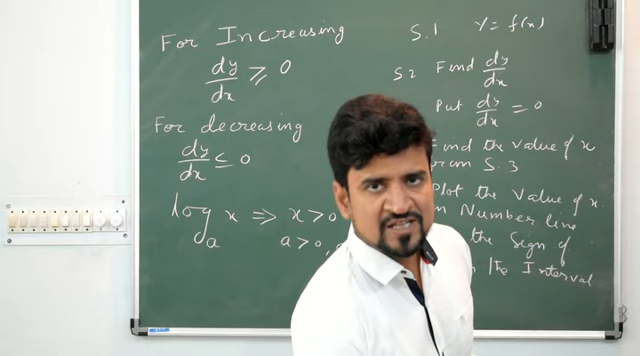 For Increasing
dy/dx ≥ 0
For decreasing
dy/dx ≤ 0
log_a x ⇒ x>0
a>0,
S.1 y = f(x)
S2 Find dy/dx
Put dy/dx = 0
the value of x
S.3
Plot the value of x
Number line
the Sign of
the Interval